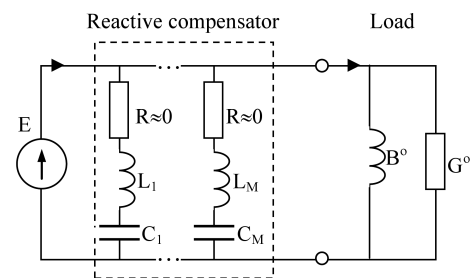 Reactive compensator Load
E
R≈0 R≈0
L1 LM
C1 CM
B° G°